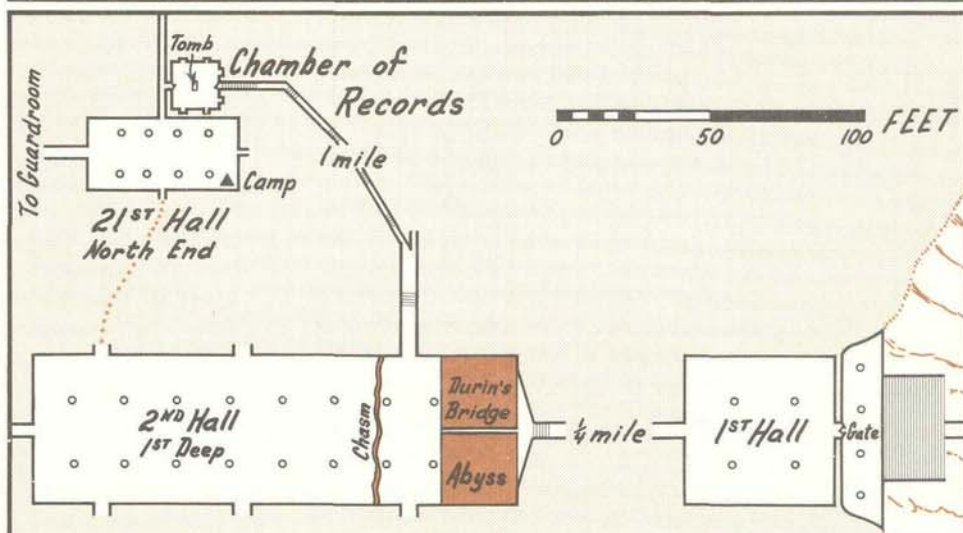 Tomb
Chamber of
Records
To Guardroom
1 mile
0 50 100 FEET
Camp
21ST Hall
North End
2ND Hall
1ST Deep
Chasm
Durin's
Bridge
Abyss
¼ mile
1ST Hall
Gate